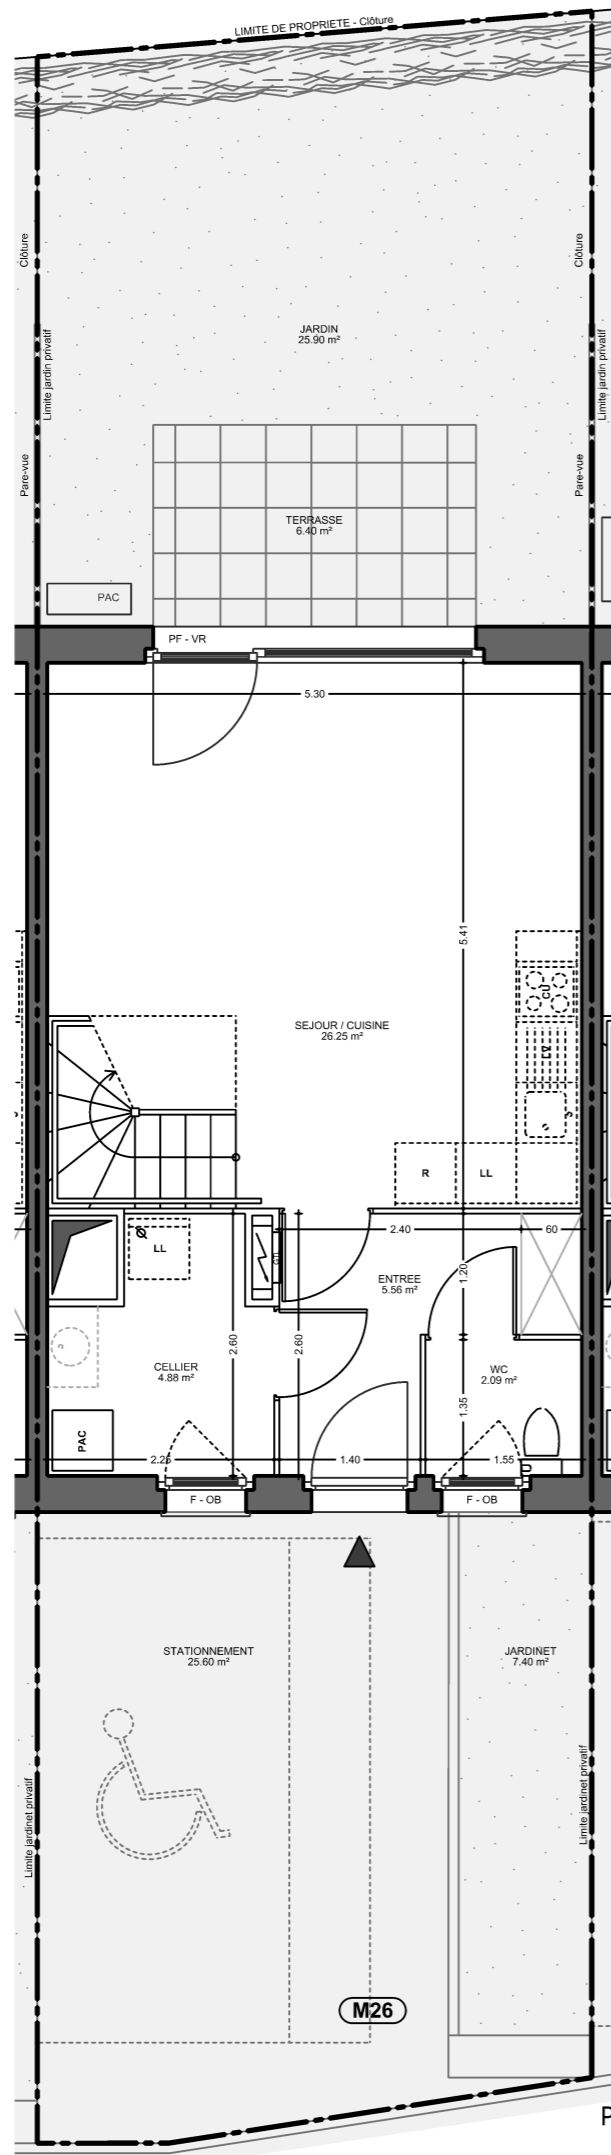 LIMITE DE PROPRIETE - Clôture
Clôture
Clôture
Limite jardin privatif
Limite jardin privatif
JARDIN
25.90 m²
Pare-vue
Pare-vue
TERRASSE
6.40 m²
PAC
PF - VR
5.30
5.41
CU
LV
SEJOUR / CUISINE
26.25 m²
R
LL
2.40
60
LL
GTL
ENTREE
5.56 m²
1.20
2.60
2.60
CELLIER
4.88 m²
WC
2.09 m²
1.35
PAC
2.25
1.40
1.55
F - OB
F - OB
STATIONNEMENT
25.60 m²
JARDINET
7.40 m²
Limite jardinet privatif
Limite jardinet privatif
M26
P